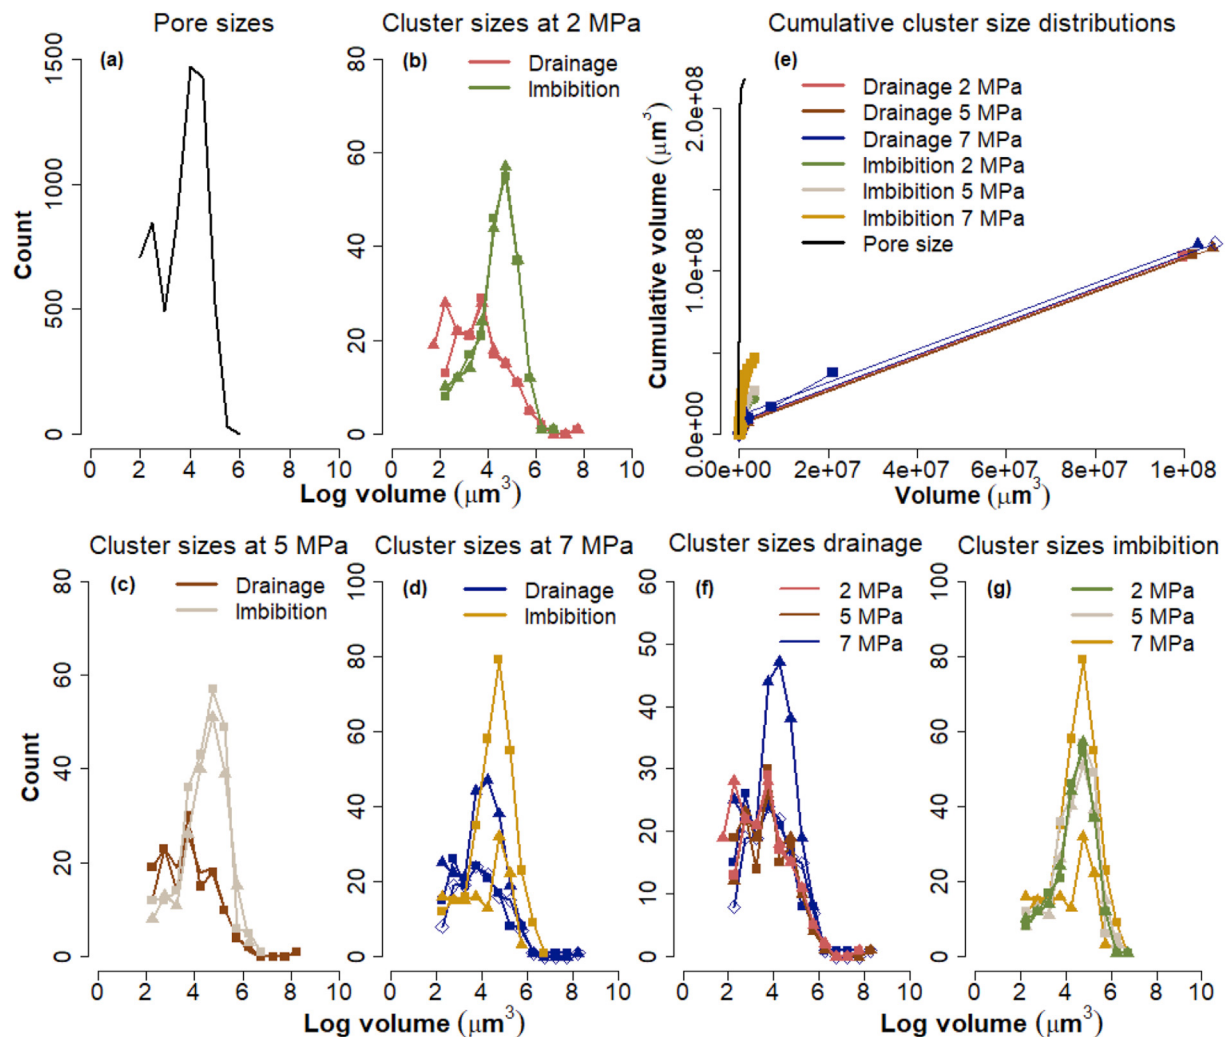 Pore sizes
(a)
Count
1500
1000
500
0
0 2 4 6 8 10
Cluster sizes at 2 MPa
(b)
Drainage
Imbibition
80
60
40
20
0
0 2 4 6 8 10
Log volume (μm³)
Cumulative cluster size distributions
(e)
Drainage 2 MPa
Drainage 5 MPa
Drainage 7 MPa
Imbibition 2 MPa
Imbibition 5 MPa
Imbibition 7 MPa
Pore size
Cumulative volume (μm³)
2.0e+08
1.0e+08
0.0e+00
0e+00 2e+07 4e+07 6e+07 8e+07 1e+08
Volume (μm³)
Cluster sizes at 5 MPa
(c)
Drainage
Imbibition
Count
80
60
40
20
0
0 2 4 6 8 10
Cluster sizes at 7 MPa
(d)
Drainage
Imbibition
100
80
60
40
20
0
0 2 4 6 8 10
Log volume (μm³)
Cluster sizes drainage
(f)
2 MPa
5 MPa
7 MPa
60
50
40
30
20
10
0
0 2 4 6 8 10
Cluster sizes imbibition
(g)
2 MPa
5 MPa
7 MPa
100
80
60
40
20
0
0 2 4 6 8 10
Log volume (μm³)